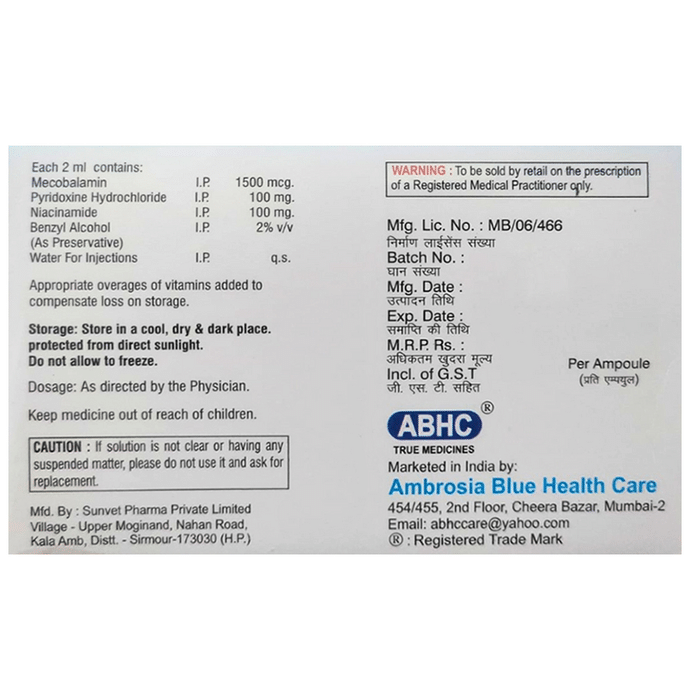 Each 2 ml contains:
Mecobalamin I.P. 1500 mcg.
Pyridoxine Hydrochloride I.P. 100 mg.
Niacinamide I.P. 100 mg.
Benzyl Alcohol I.P. 2% v/v
(As Preservative)
Water For Injections I.P. q.s.
Appropriate overages of vitamins added to
compensate loss on storage.
Storage: Store in a cool, dry & dark place.
protected from direct sunlight.
Do not allow to freeze.
Dosage: As directed by the Physician.
Keep medicine out of reach of children.
CAUTION : If solution is not clear or having any
suspended matter, please do not use it and ask for
replacement.
Mfd. By : Sunvet Pharma Private Limited
Village - Upper Moginand, Nahan Road,
Kala Amb, Distt. - Sirmour-173030 (H.P.)
WARNING : To be sold by retail on the prescription
of a Registered Medical Practitioner only.
Mfg. Lic. No. : MB/06/466
निर्माण लाईसेंस संख्या
Batch No. :
घान संख्या
Mfg. Date :
उत्पादन तिथि
Exp. Date :
समाप्ति की तिथि
M.R.P. Rs. :
अधिकतम खुदरा मूल्य
Per Ampoule
Incl. of G.S.T
(प्रति एम्पयुल)
जी. एस. टी. सहित
ABHC ®
TRUE MEDICINES
Marketed in India by:
Ambrosia Blue Health Care
454/455, 2nd Floor, Cheera Bazar, Mumbai-2
Email: abhccare@yahoo.com
® : Registered Trade Mark